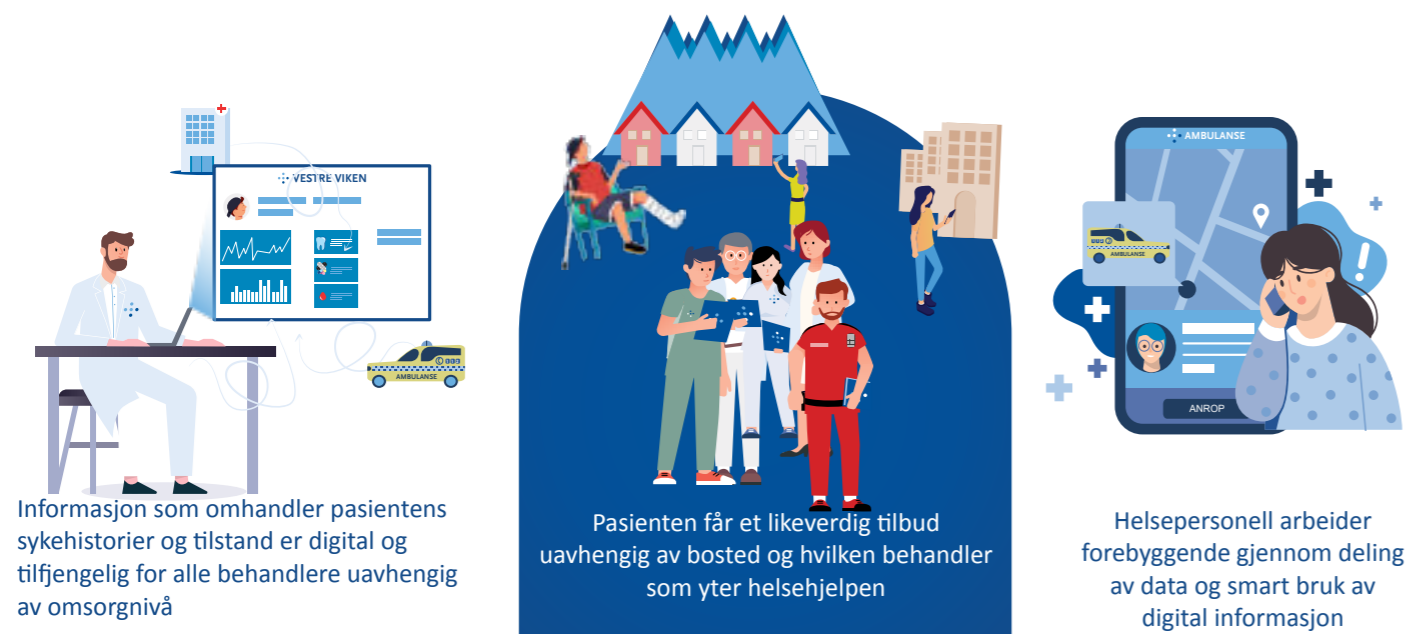 VESTRE VIKEN
AMBULANSE
Informasjon som omhandler pasientens
sykehistorier og tilstand er digital og
tilfjengelig for alle behandlere uavhengig
av omsorgnivå
Pasienten får et likeverdig tilbud
uavhengig av bosted og hvilken behandler
som yter helsehjelpen
AMBULANSE
AMBULANSE
ANROP
Helsepersonell arbeider
forebyggende gjennom deling
av data og smart bruk av
digital informasjon